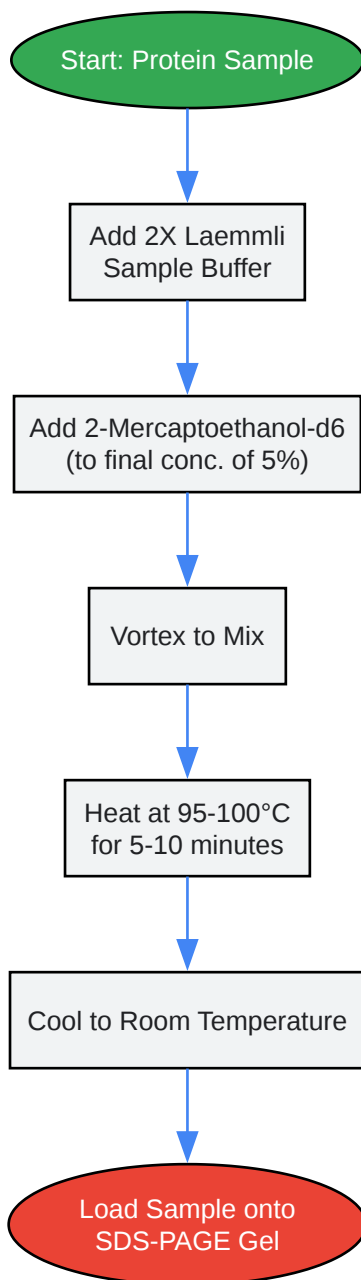 Start: Protein Sample
Add 2X Laemmli
Sample Buffer
Add 2-Mercaptoethanol-d6
(to final conc. of 5%)
Vortex to Mix
Heat at 95-100°C
for 5-10 minutes
Cool to Room Temperature
Load Sample onto
SDS-PAGE Gel